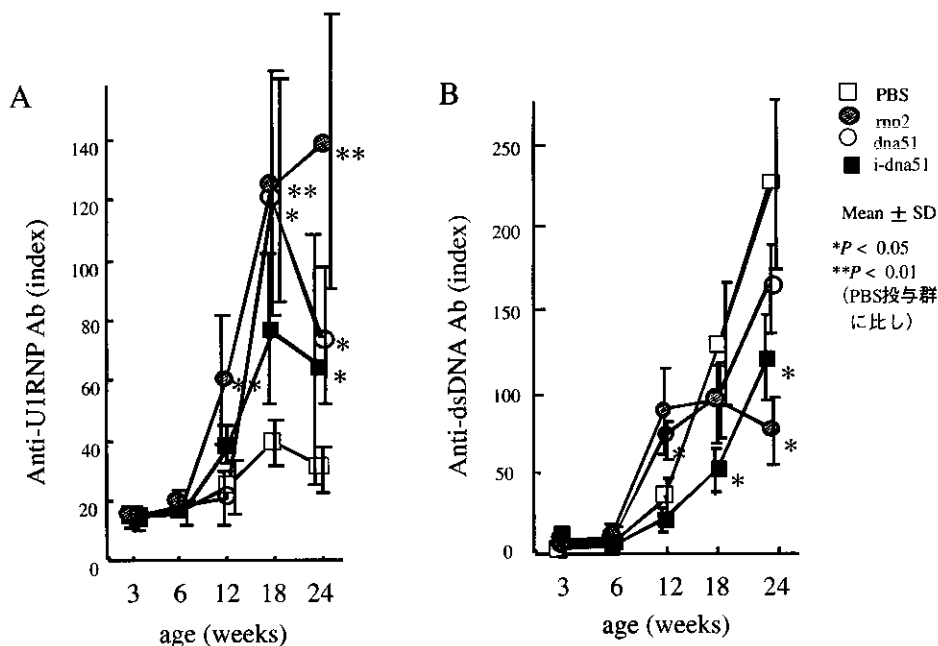 A
Anti-U1RNP Ab (index)
140
120
100
80
60
40
20
0
3 6 12 18 24
age (weeks)
**
**
*
**
*
*
B
Anti-dsDNA Ab (index)
250
200
150
100
50
0
3 6 12 18 24
age (weeks)
*
*
*
*
PBS
rnp2
dna51
i-dna51
Mean ± SD
*P < 0.05
**P < 0.01
(PBS投与群
に比し)